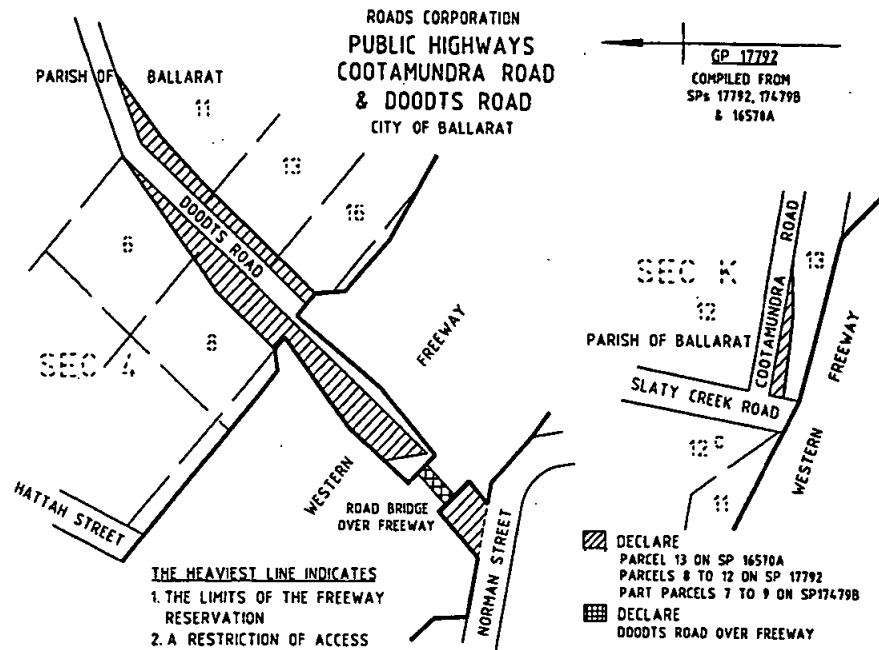 ROADS CORPORATION
PUBLIC HIGHWAYS
COOTAMUNDRA ROAD
& DOODTS ROAD
CITY OF BALLARAT
GP 17792
COMPILED FROM
SPs 17792, 17479B
& 16570A
PARISH OF BALLARAT
11
13
16
DOODTS ROAD
6
8
SEC 4
HATTAH STREET
FREEWAY
WESTERN
ROAD BRIDGE
OVER FREEWAY
NORMAN STREET
SEC K
12
PARISH OF BALLARAT
COOTAMUNDRA ROAD
13
SLATY CREEK ROAD
12 C
11
FREEWAY
WESTERN
THE HEAVIEST LINE INDICATES
1. THE LIMITS OF THE FREEWAY
RESERVATION
2. A RESTRICTION OF ACCESS
DECLARE
PARCEL 13 ON SP 16570A
PARCELS 8 TO 12 ON SP 17792
PART PARCELS 7 TO 9 ON SP17479B
DECLARE
DOODTS ROAD OVER FREEWAY